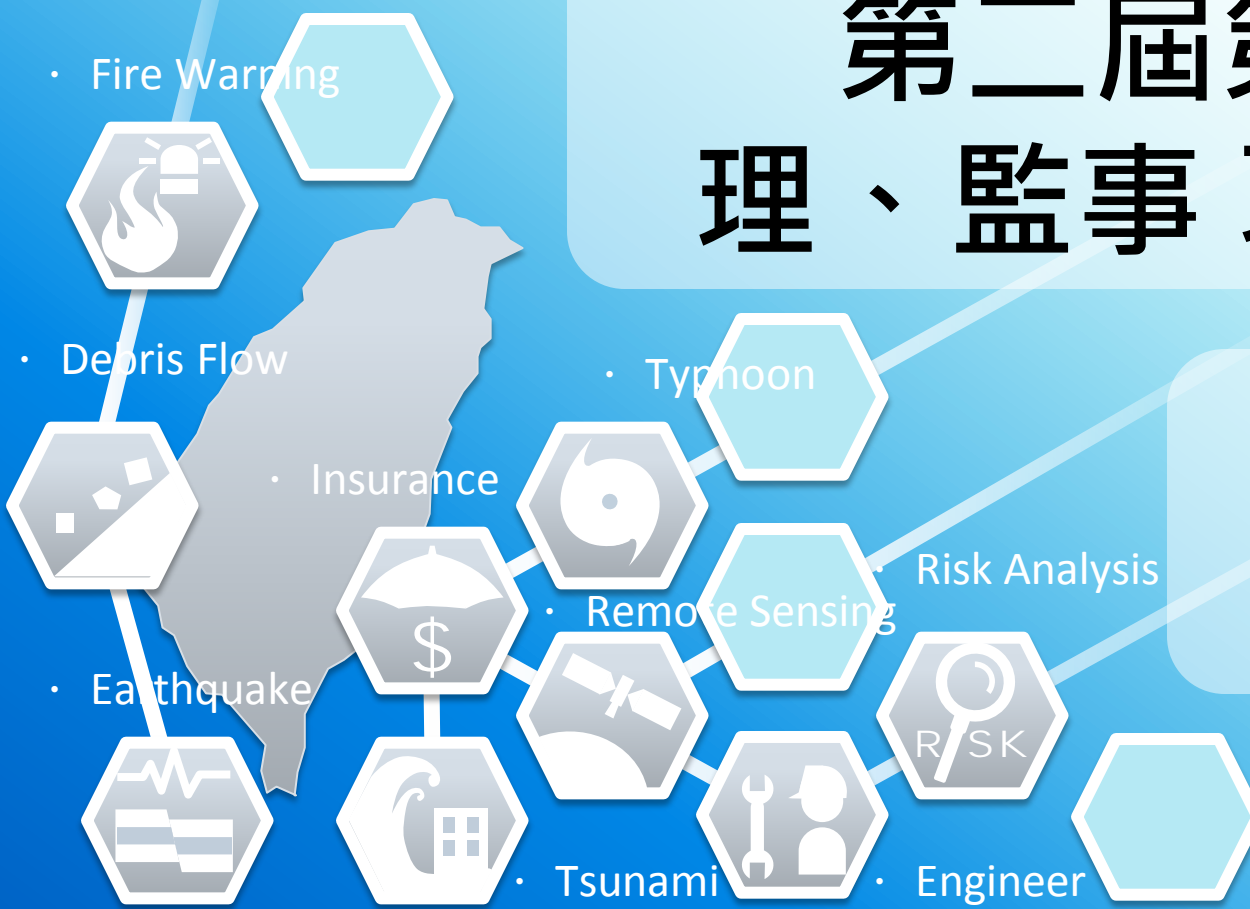 第二屆第
理、監事
· Fire Warning
· Debris Flow
· Typhoon
· Insurance
· Risk Analysis
· Remote Sensing
$
· Earthquake
RISK
· Tsunami
· Engineer